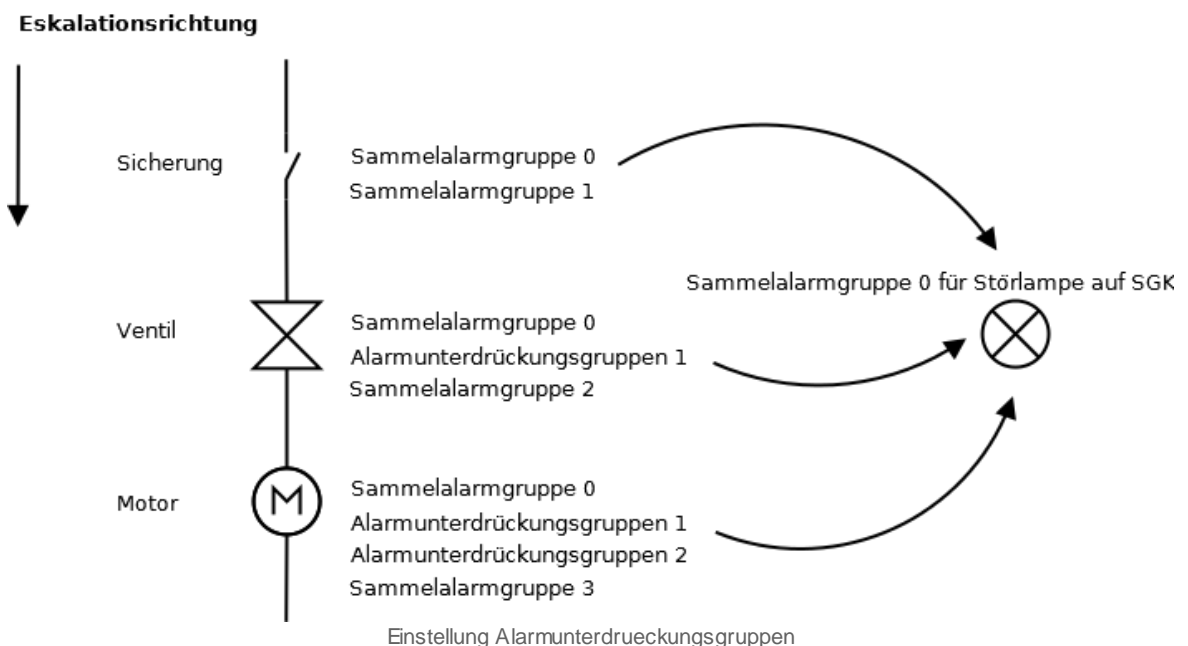 Eskalationsrichtung
Sicherung
Sammelalarmgruppe 0
Sammelalarmgruppe 1
Sammelalarmgruppe 0 für Störlampe auf SGK
Ventil
Sammelalarmgruppe 0
Alarmunterdrückungsgruppen 1
Sammelalarmgruppe 2
Motor
M
Sammelalarmgruppe 0
Alarmunterdrückungsgruppen 1
Alarmunterdrückungsgruppen 2
Sammelalarmgruppe 3
Einstellung Alarmunterdrueckungsgruppen